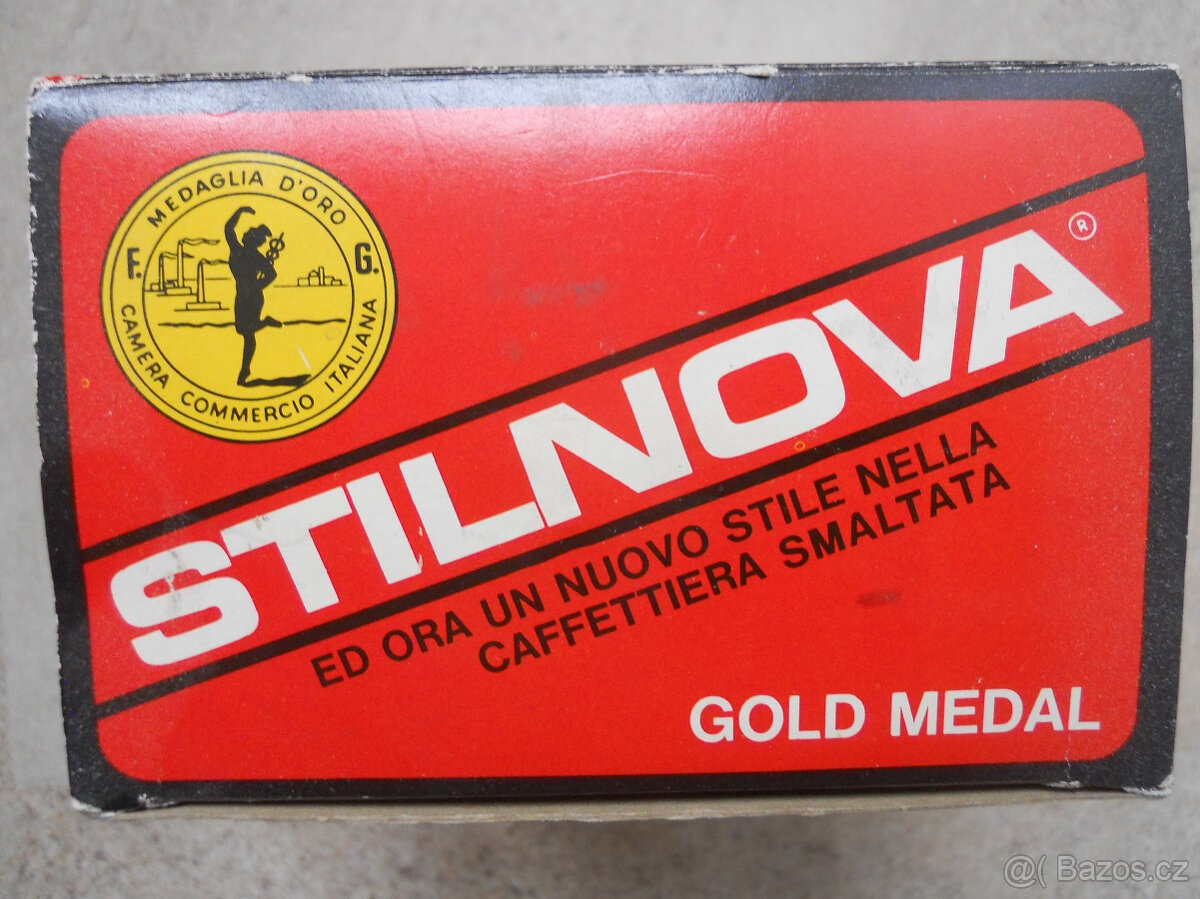 MEDAGLIA D'ORO
F. G.
CAMERA COMMERCIO ITALIANA
STILNOVA®
ED ORA UN NUOVO STILE NELLA
CAFFETTIERA SMALTATA
GOLD MEDAL
@( Bazos.cz